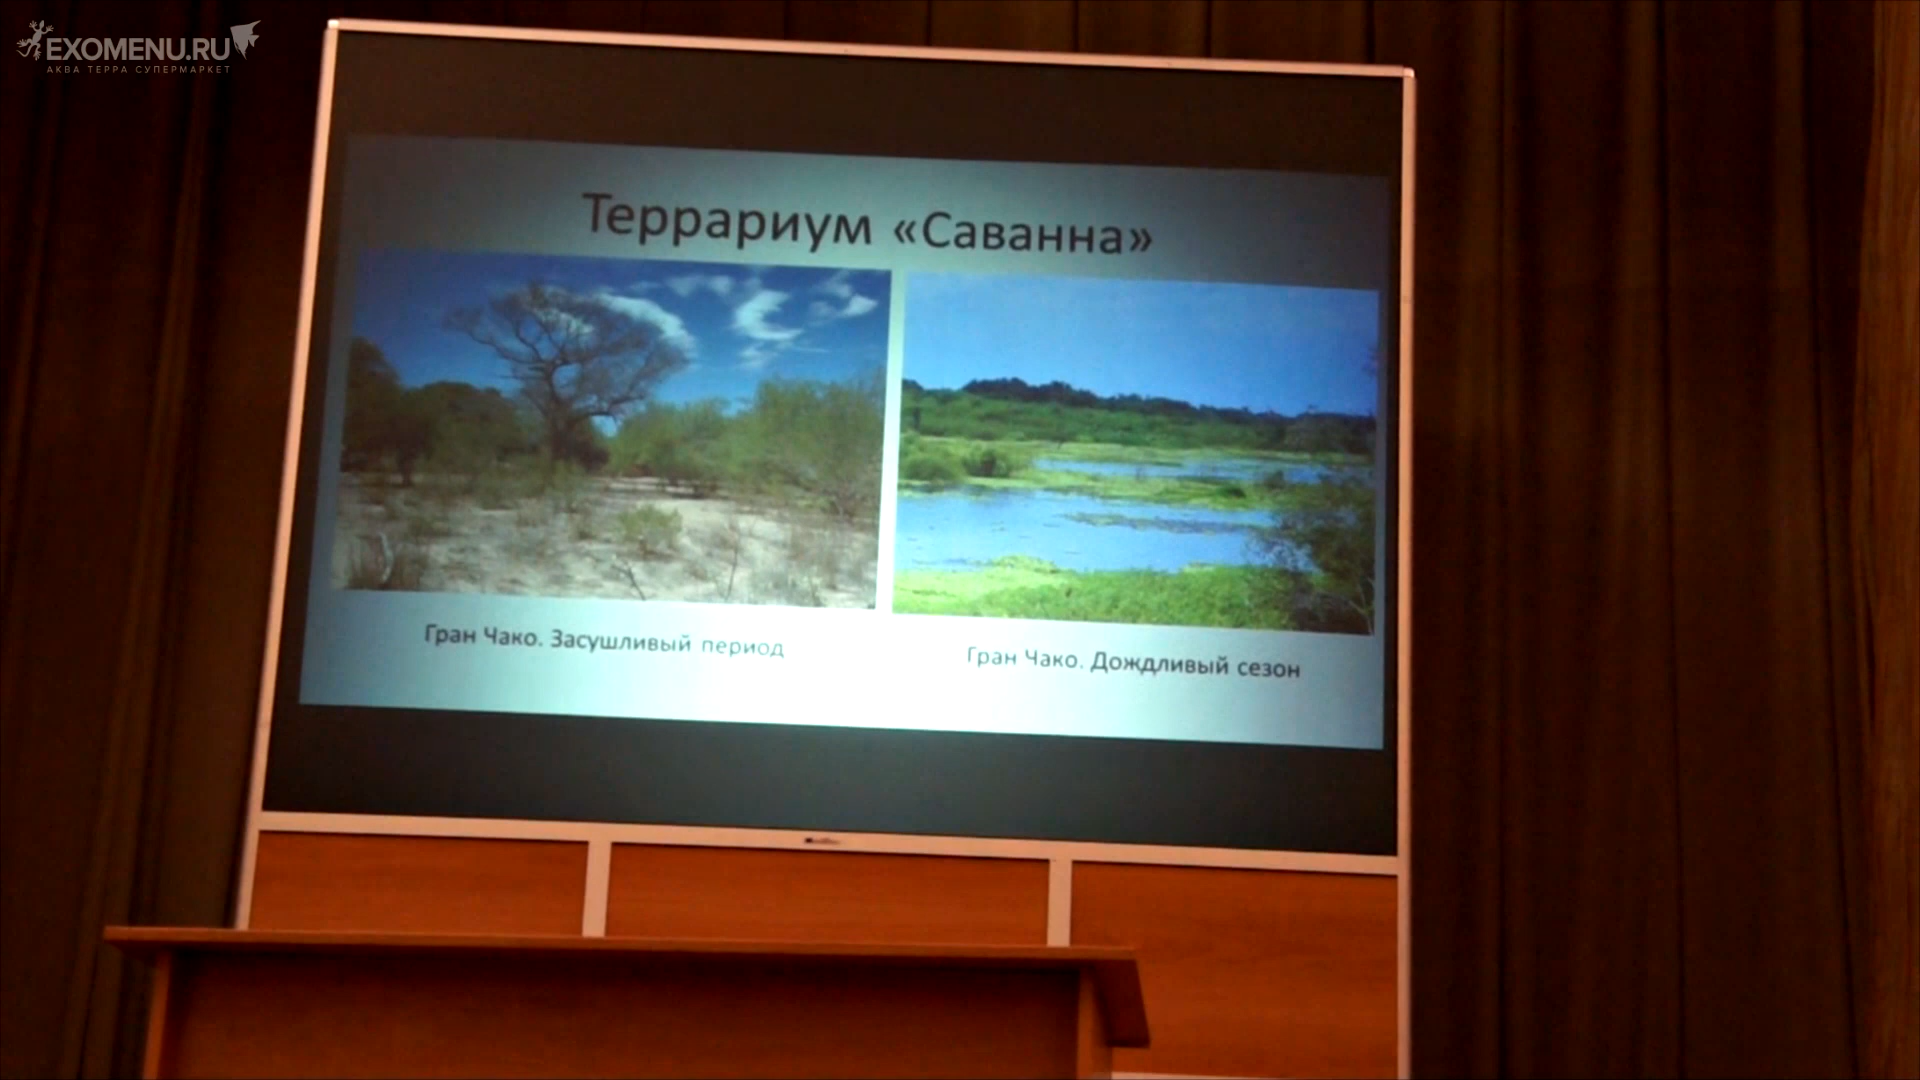 EXOMENU.RU
АКВА ТЕРРА СУПЕРМАРКЕТ
Террариум «Саванна»
Гран Чако. Засушливый период
Гран Чако. Дождливый сезон